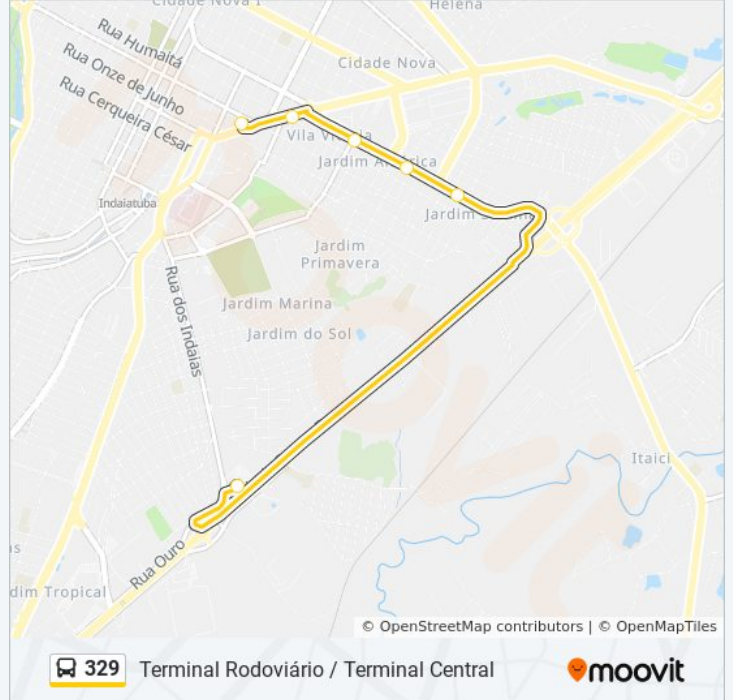 Cidade Nova I
Helena
Rua Humaitá
Rua Onze de Junho
Cidade Nova
Rua Cerqueira César
Vila V
Jardim América
Indaiatuba
Jardim S
Jardim
Primavera
Rua dos Indaias
Jardim Marina
Jardim do Sol
Itaici
Rua Ouro
as
dim Tropical
© OpenStreetMap contributors | © OpenMapTiles
329 Terminal Rodoviário / Terminal Central
moovit